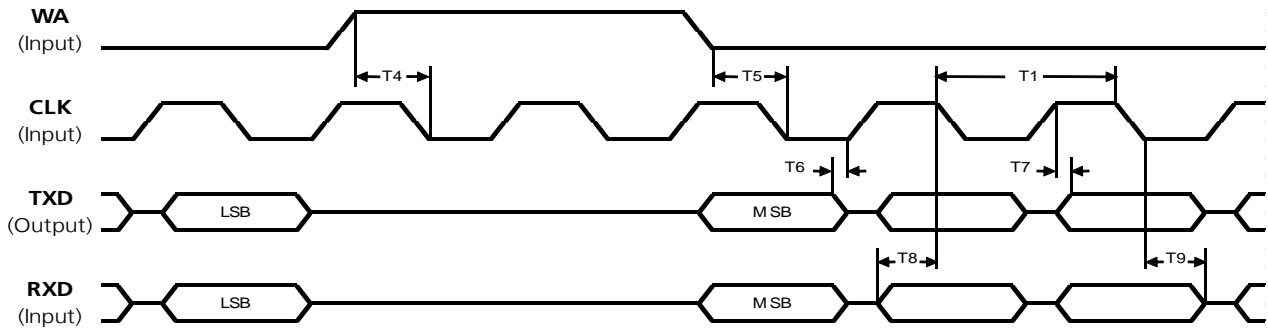 WA
(Input)
T4
T5
T1
CLK
(Input)
T6
T7
TXD
(Output)
LSB
MSB
T8
T9
RXD
(Input)
LSB
MSB